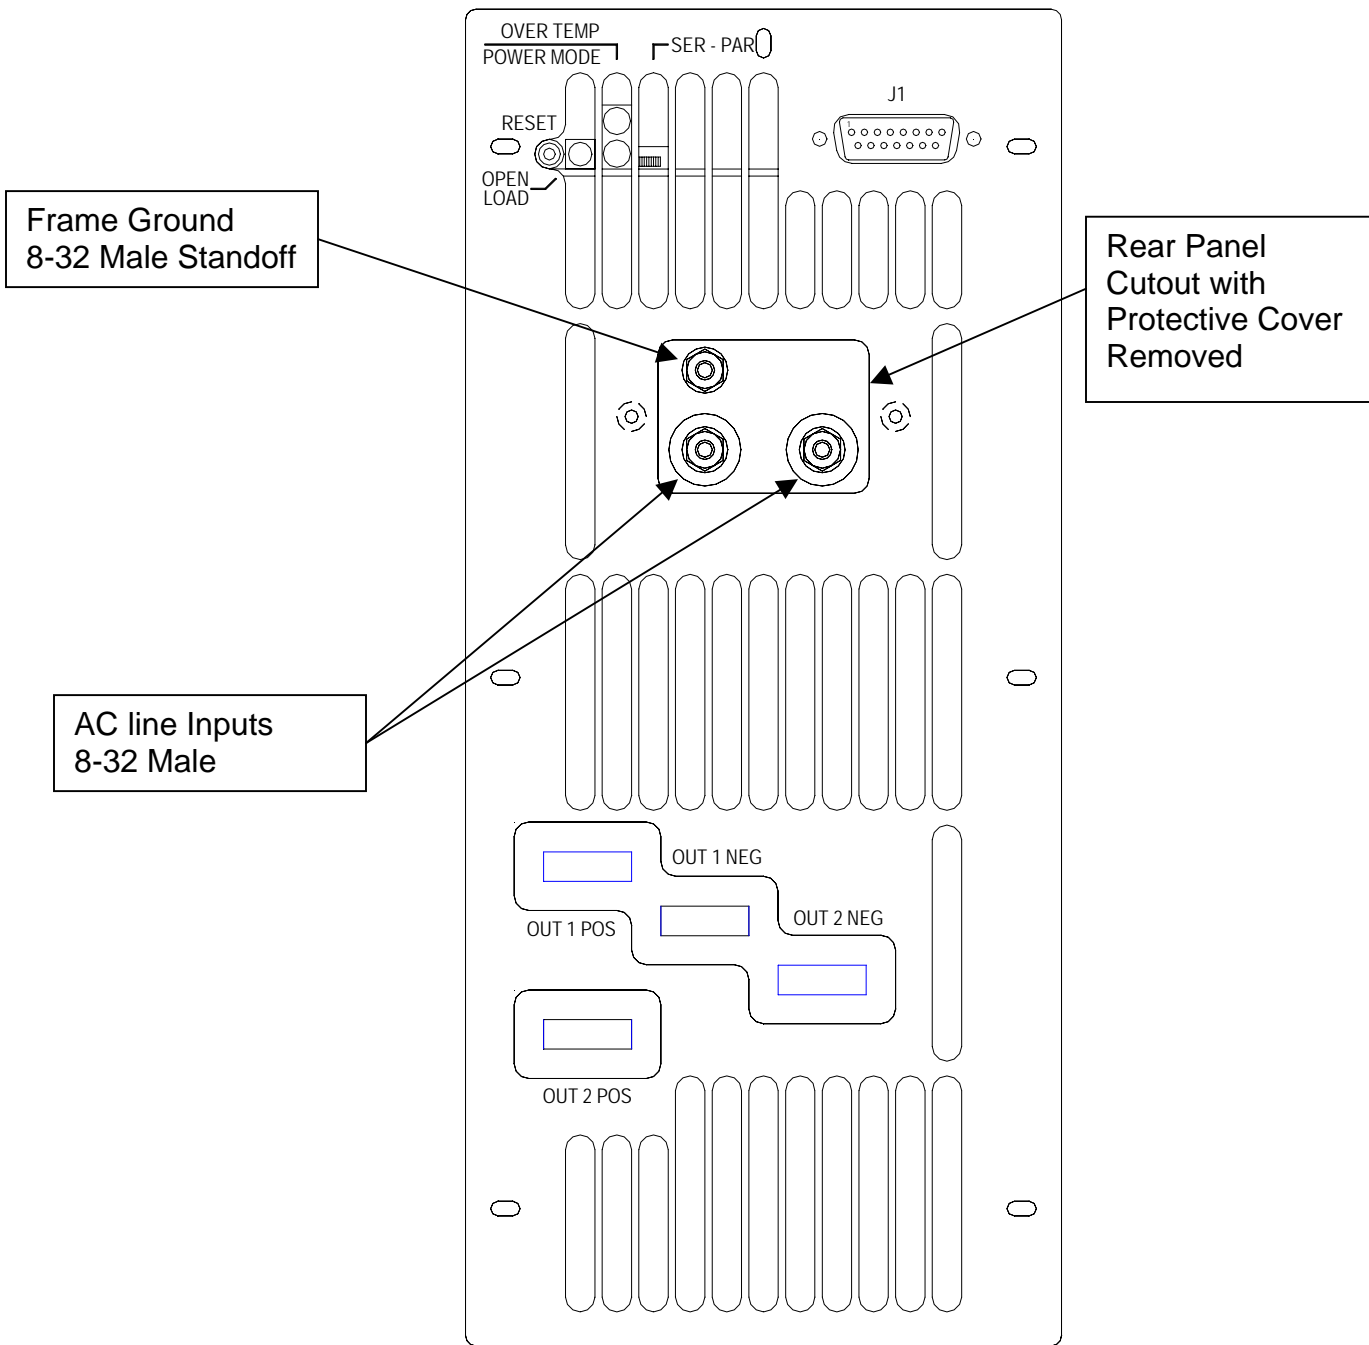 OVER TEMP
POWER MODE
SER - PAR
J1
1
RESET
OPEN
LOAD
Frame Ground
8-32 Male Standoff
Rear Panel
Cutout with
Protective Cover
Removed
AC line Inputs
8-32 Male
OUT 1 NEG
OUT 1 POS
OUT 2 NEG
OUT 2 POS